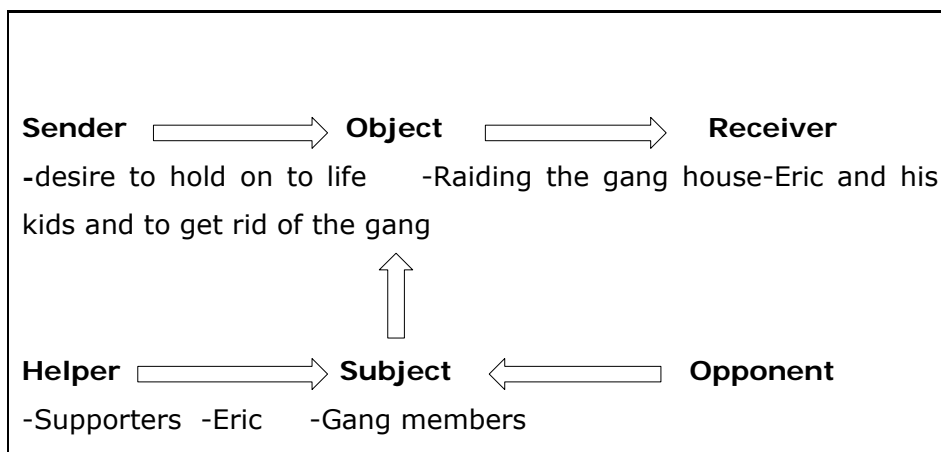 Sender Object Receiver
-desire to hold on to life -Raiding the gang house-Eric and his
kids and to get rid of the gang
Helper Subject Opponent
-Supporters -Eric -Gang members